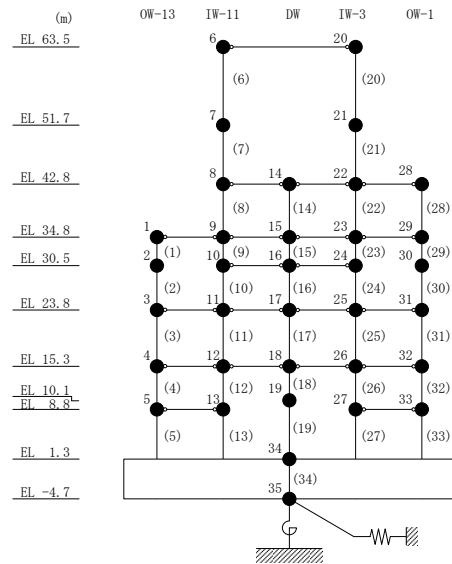 (m) OW-13 IW-11 DW IW-3 OW-1
EL 63.5 6 20
(6) (20)
EL 51.7 7 21
(7) (21)
EL 42.8 8 14 22 28
(8) (14) (22) (28)
EL 34.8 1 9 15 23 29
(1) (9) (15) (23) (29)
EL 30.5 2 10 16 24 30
(2) (10) (16) (24) (30)
EL 23.8 3 11 17 25 31
(3) (11) (17) (25) (31)
EL 15.3 4 12 18 26 32
(4) (12) (18) (26) (32)
EL 10.1 19
EL 8.8 5 13 27 33
(5) (13) (19) (27) (33)
EL 1.3 34
(34)
EL -4.7 35